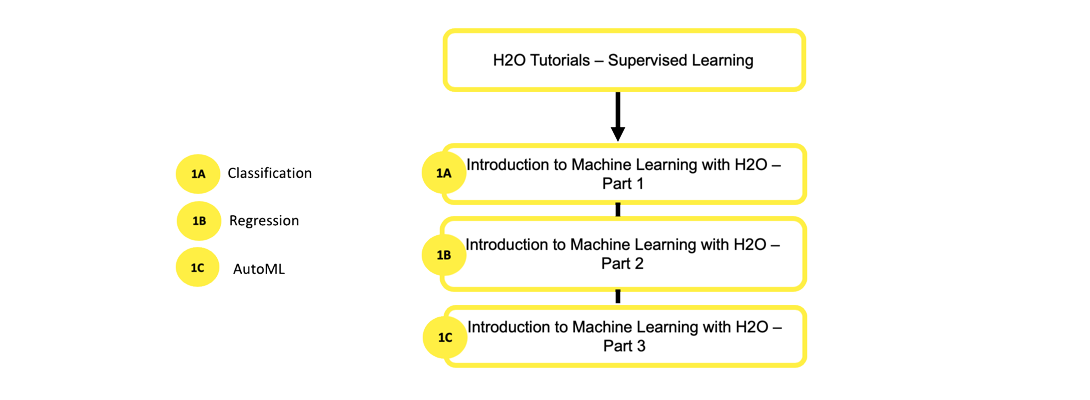 H2O Tutorials – Supervised Learning
1A Classification
1B Regression
1C AutoML
1A Introduction to Machine Learning with H2O –
Part 1
1B Introduction to Machine Learning with H2O –
Part 2
1C Introduction to Machine Learning with H2O –
Part 3